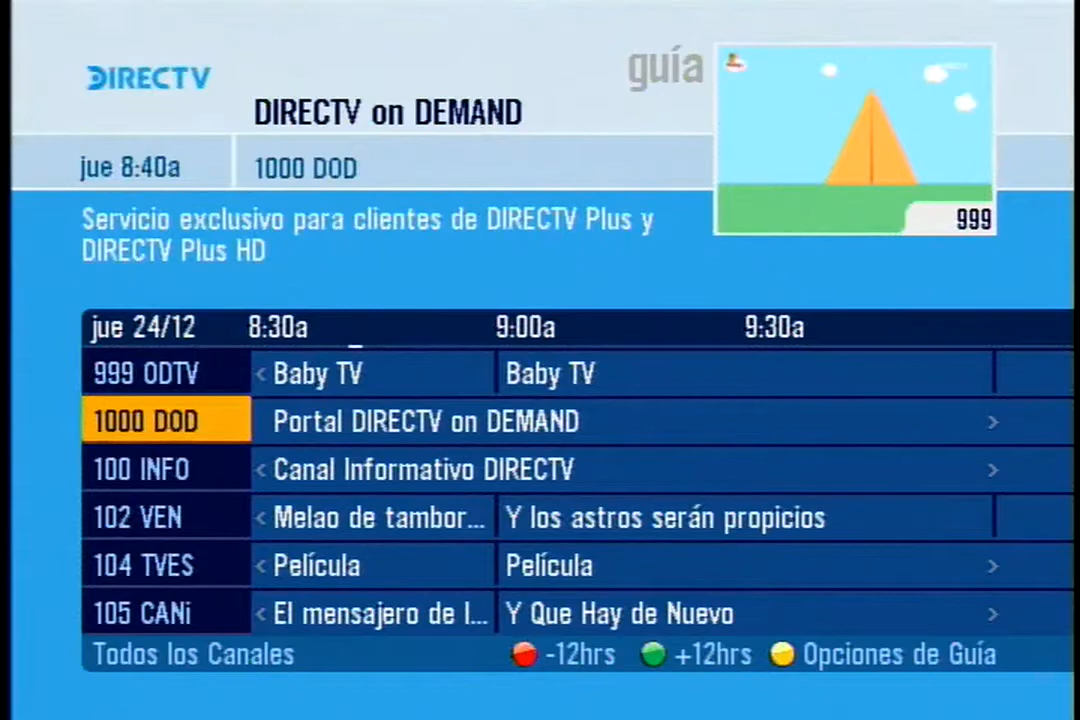 DIRECTV
guía
DIRECTV on DEMAND
jue 8:40a
1000 DOD
999
Servicio exclusivo para clientes de DIRECTV Plus y
DIRECTV Plus HD
jue 24/12 8:30a 9:00a 9:30a
999 ODTV < Baby TV Baby TV
1000 DOD Portal DIRECTV on DEMAND >
100 INFO < Canal Informativo DIRECTV >
102 VEN < Melao de tambor... Y los astros serán propicios
104 TVES < Película Película >
105 CANi < El mensajero de l... Y Que Hay de Nuevo >
Todos los Canales -12hrs +12hrs Opciones de Guía